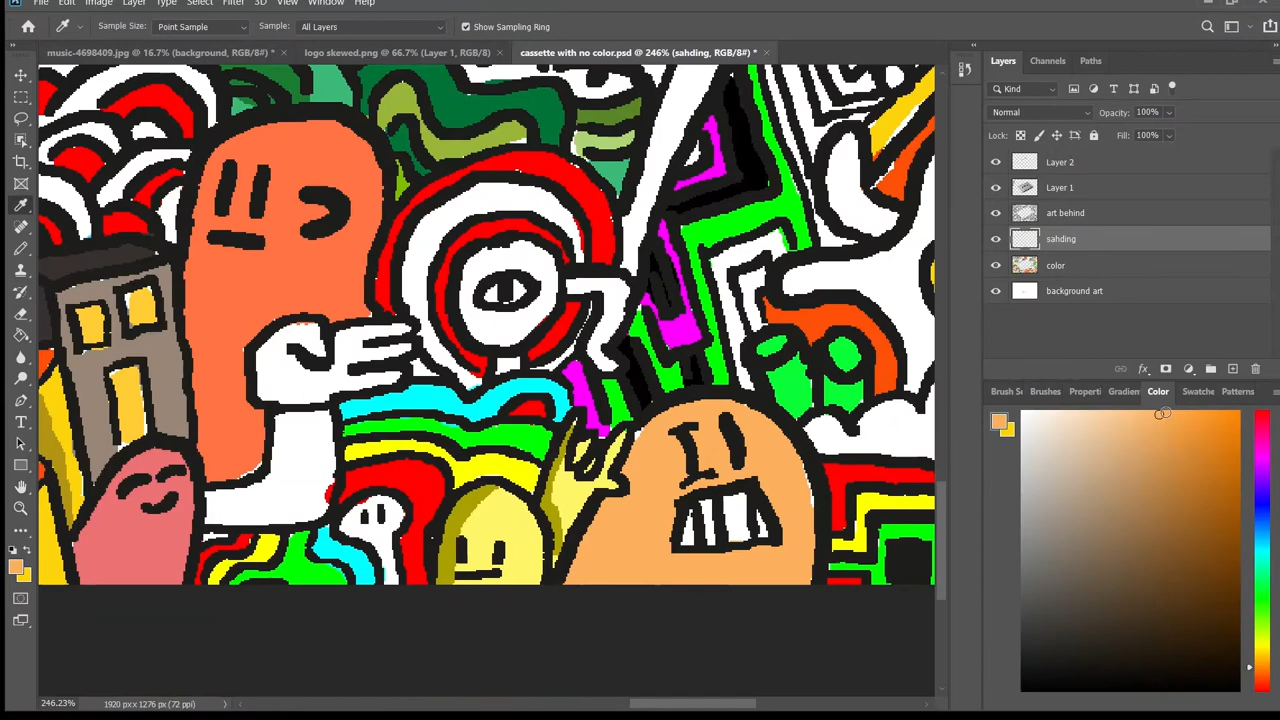 File Edit Image Layer Type Select Filter 3D View Window Help
Sample Size: Point Sample Sample: All Layers Show Sampling Ring
music-4698409.jpg @ 16.7% (background, RGB/8#) * × logo skewed.png @ 66.7% (Layer 1, RGB/8) × cassette with no color.psd @ 246% (sahding, RGB/8#) * ×
Layers Channels Paths
Kind
Normal Opacity: 100%
Lock: Fill: 100%
Layer 2
Layer 1
art behind
sahding
color
background art
fx
Brush S Brushes Properti Gradien Color Swatche Patterns
246.23% 1920 px x 1276 px (72 ppi)